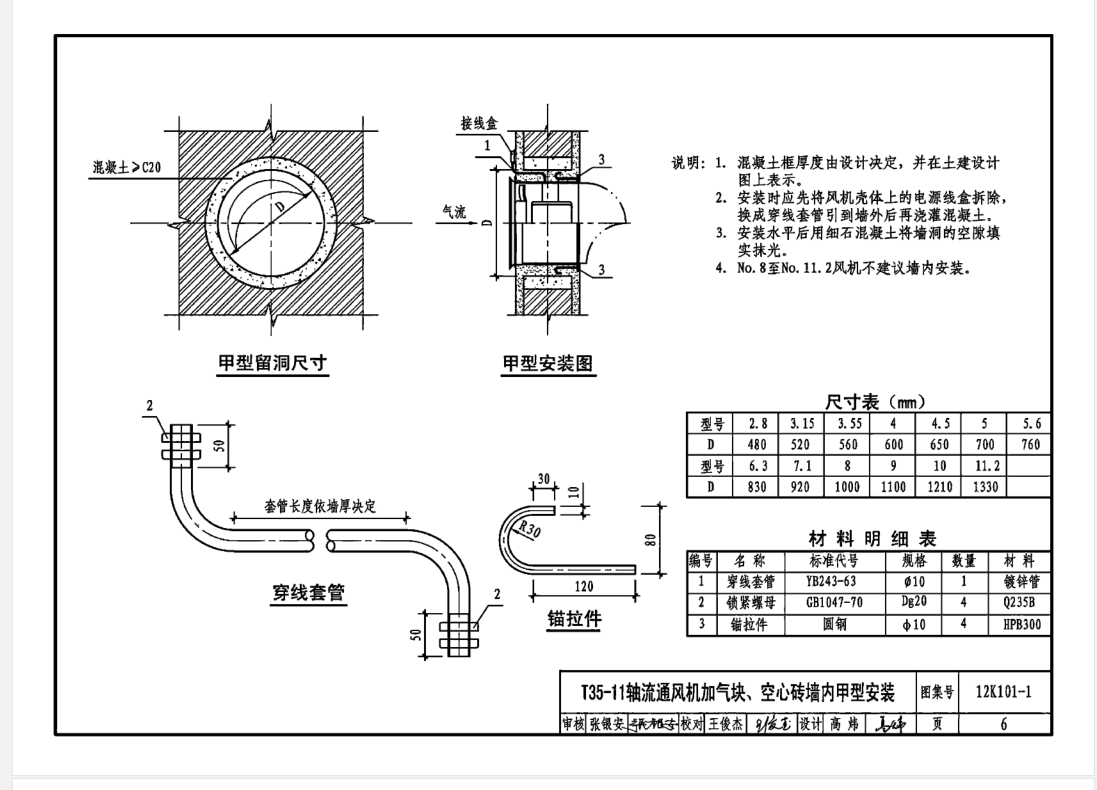 接线盒
1
3
混凝土≥C20
D
气流
D
3
甲型留洞尺寸
甲型安装图
说明: 1. 混凝土框厚度由设计决定, 并在土建设计
图上表示。
2. 安装时应先将风机壳体上的电源线盒拆除,
换成穿线套管引到墙外后再浇灌混凝土。
3. 安装水平后用细石混凝土将墙洞的空隙填
实抹光。
4. No.8至No.11.2风机不建议墙内安装。
2
50
套管长度依墙厚决定
穿线套管
2
50
30
10
R30
80
120
锚拉件
尺寸表 (mm)
型号 2.8 3.15 3.55 4 4.5 5 5.6
D 480 520 560 600 650 700 760
型号 6.3 7.1 8 9 10 11.2
D 830 920 1000 1100 1210 1330
材料明细表
编号 名称 标准代号 规格 数量 材料
1 穿线套管 YB243-63 φ10 1 镀锌管
2 锁紧螺母 GB1047-70 Dg20 4 Q235B
3 锚拉件 圆钢 φ10 4 HPB300
T35-11轴流通风机加气块、空心砖墙内甲型安装 图集号 12K101-1
审核 张银安 校对 王俊杰 设计 高炜 页 6